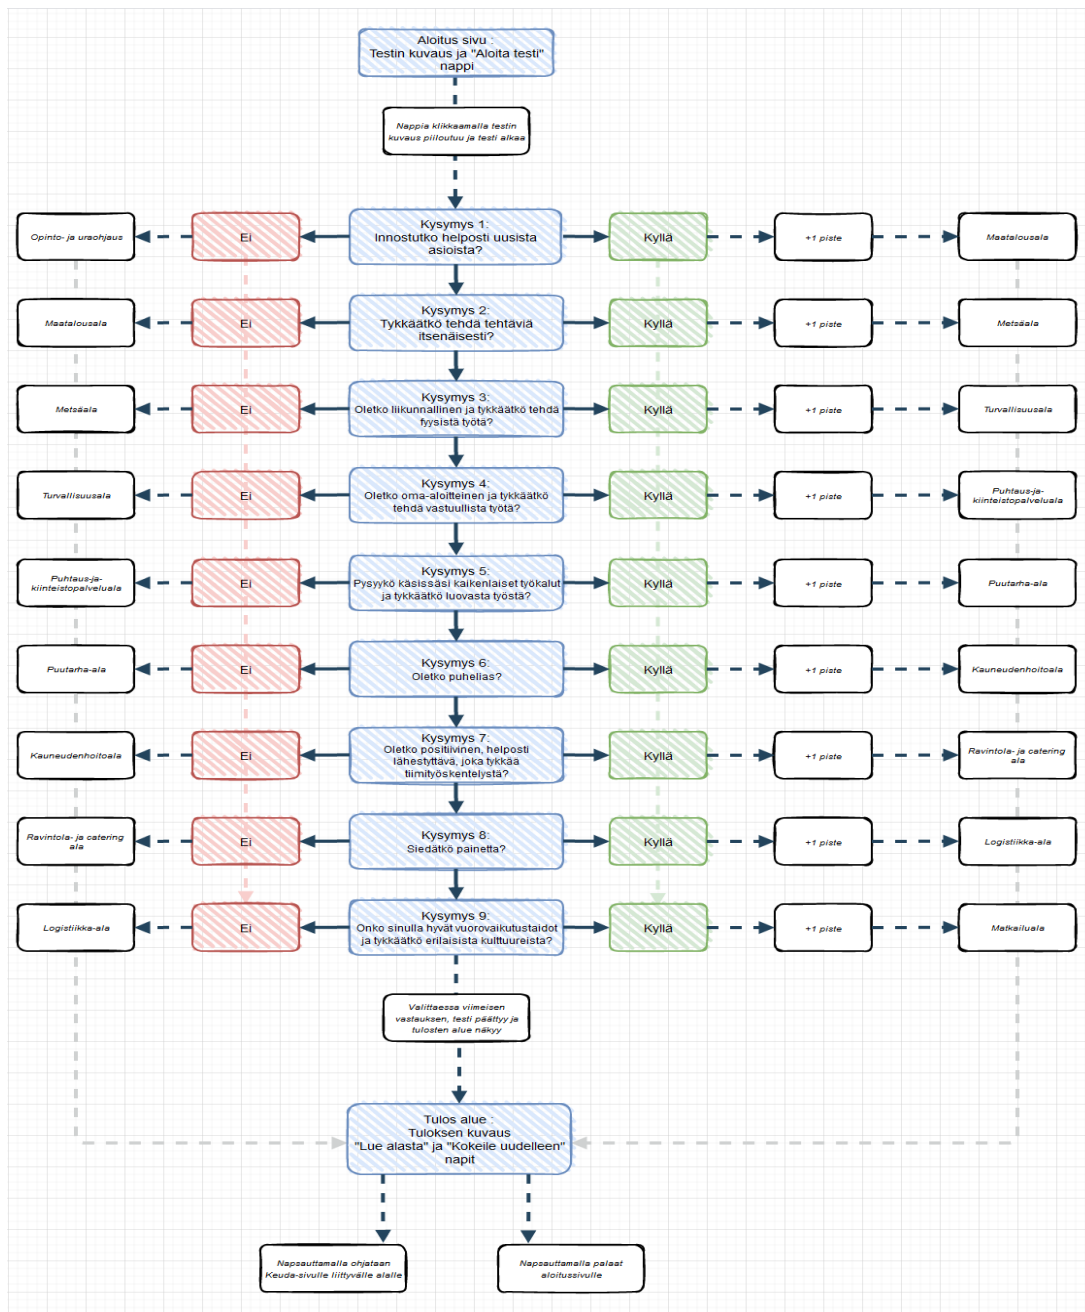 Aloitus sivu :
Testin kuvaus ja "Aloita testi"
nappi
Nappia klikkaamalla testin
kuvaus piiloutuu ja testi alkaa
Opinto- ja uraohjaus
Ei
Kysymys 1:
Innostutko helposti uusista
asioista?
Kyllä
+1 piste
Maatalousala
Maatalousala
Ei
Kysymys 2:
Tykkäätkö tehdä tehtäviä
itsenäisesti?
Kyllä
+1 piste
Metsäala
Metsäala
Ei
Kysymys 3:
Oletko liikunnallinen ja tykkäätkö tehdä
fyysistä työtä?
Kyllä
+1 piste
Turvallisuusala
Turvallisuusala
Ei
Kysymys 4:
Oletko oma-aloitteinen ja tykkäätkö
tehdä vastuullista työtä?
Kyllä
+1 piste
Puhtaus-ja-
kiinteistopalveluala
Puhtaus-ja-
kiinteistopalveluala
Ei
Kysymys 5:
Pysyykö käsissäsi kaikenlaiset työkalut
ja tykkäätkö luovasta työstä?
Kyllä
+1 piste
Puutarha-ala
Puutarha-ala
Ei
Kysymys 6:
Oletko puhelias?
Kyllä
+1 piste
Kauneudenhoitoala
Kauneudenhoitoala
Ei
Kysymys 7:
Oletko positiivinen, helposti
lähestyttävä, joka tykkää
tiimityöskentelystä?
Kyllä
+1 piste
Ravintola- ja catering
ala
Ravintola- ja catering
ala
Ei
Kysymys 8:
Siedätkö painetta?
Kyllä
+1 piste
Logistiikka-ala
Logistiikka-ala
Ei
Kysymys 9:
Onko sinulla hyvät vuorovaikutustaidot
ja tykkäätkö erilaisista kulttuureista?
Kyllä
+1 piste
Matkailuala
Valittaessa viimeisen
vastauksen, testi päättyy ja
tulosten alue näkyy
Tulos alue :
Tuloksen kuvaus
"Lue alasta" ja "Kokeile uudelleen"
napit
Napsauttamalla ohjataan
Keuda-sivulle liittyvälle alalle
Napsauttamalla palaat
aloitussivulle